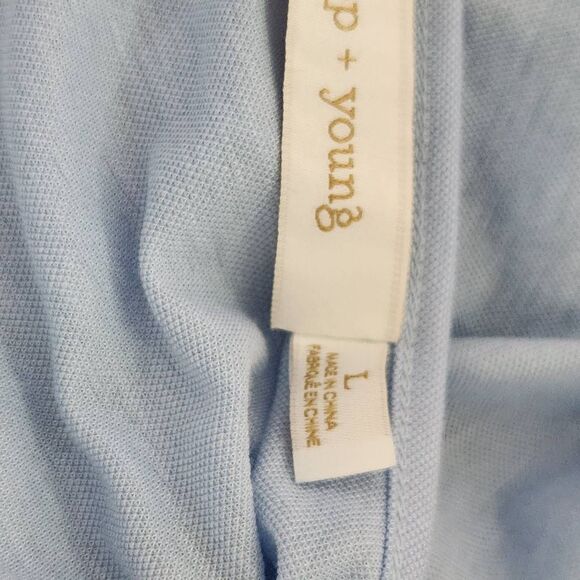 p + young
L
MADE IN CHINA
FABRIQUÉ EN CHINE